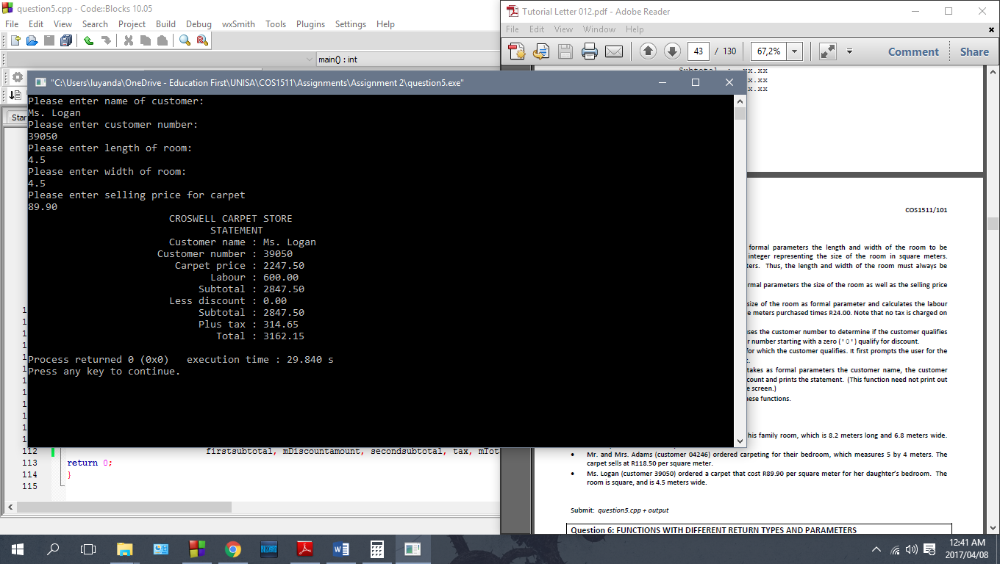 question5.cpp - Code::Blocks 10.05
File Edit View Search Project Build Debug wxSmith Tools Plugins Settings Help
main() : int
Star
"C:\Users\luyanda\OneDrive - Education First\UNISA\COS1511\Assignments\Assignment 2\question5.exe"
Please enter name of customer:
Ms. Logan
Please enter customer number:
39050
Please enter length of room:
4.5
Please enter width of room:
4.5
Please enter selling price for carpet
89.90
CROSWELL CARPET STORE
STATEMENT
Customer name : Ms. Logan
Customer number : 39050
Carpet price : 2247.50
Labour : 600.00
Subtotal : 2847.50
Less discount : 0.00
Subtotal : 2847.50
Plus tax : 314.65
Total : 3162.15
Process returned 0 (0x0) execution time : 29.840 s
Press any key to continue.
112 firstsubtotal, mDiscountamount, secondsubtotal, tax, mTot
113 return 0;
114 }
115
Tutorial Letter 012.pdf - Adobe Reader
File Edit View Window Help
43 / 130 67,2% Comment Share
Subtotal : xx.xx
x.xx
x.xx
COS1511/101
formal parameters the length and width of the room to be
integer representing the size of the room in square meters.
ters. Thus, the length and width of the room must always be
rmal parameters the size of the room as well as the selling price
size of the room as formal parameter and calculates the labour
e meters purchased times R24.00. Note that no tax is charged on
uses the customer number to determine if the customer qualifies
r number starting with a zero ('0') qualify for discount.
for which the customer qualifies. It first prompts the user for the
t.
takes as formal parameters the customer name, the customer
count and prints the statement. (This function need not print out
e screen.)
hese functions.
his family room, which is 8.2 meters long and 6.8 meters wide.
• Mr. and Mrs. Adams (customer 04246) ordered carpeting for their bedroom, which measures 5 by 4 meters. The
carpet sells at R118.50 per square meter.
• Ms. Logan (customer 39050) ordered a carpet that cost R89.90 per square meter for her daughter's bedroom. The
room is square, and is 4.5 meters wide.
Submit: question5.cpp + output
Question 6: FUNCTIONS WITH DIFFERENT RETURN TYPES AND PARAMETERS
12:41 AM
2017/04/08